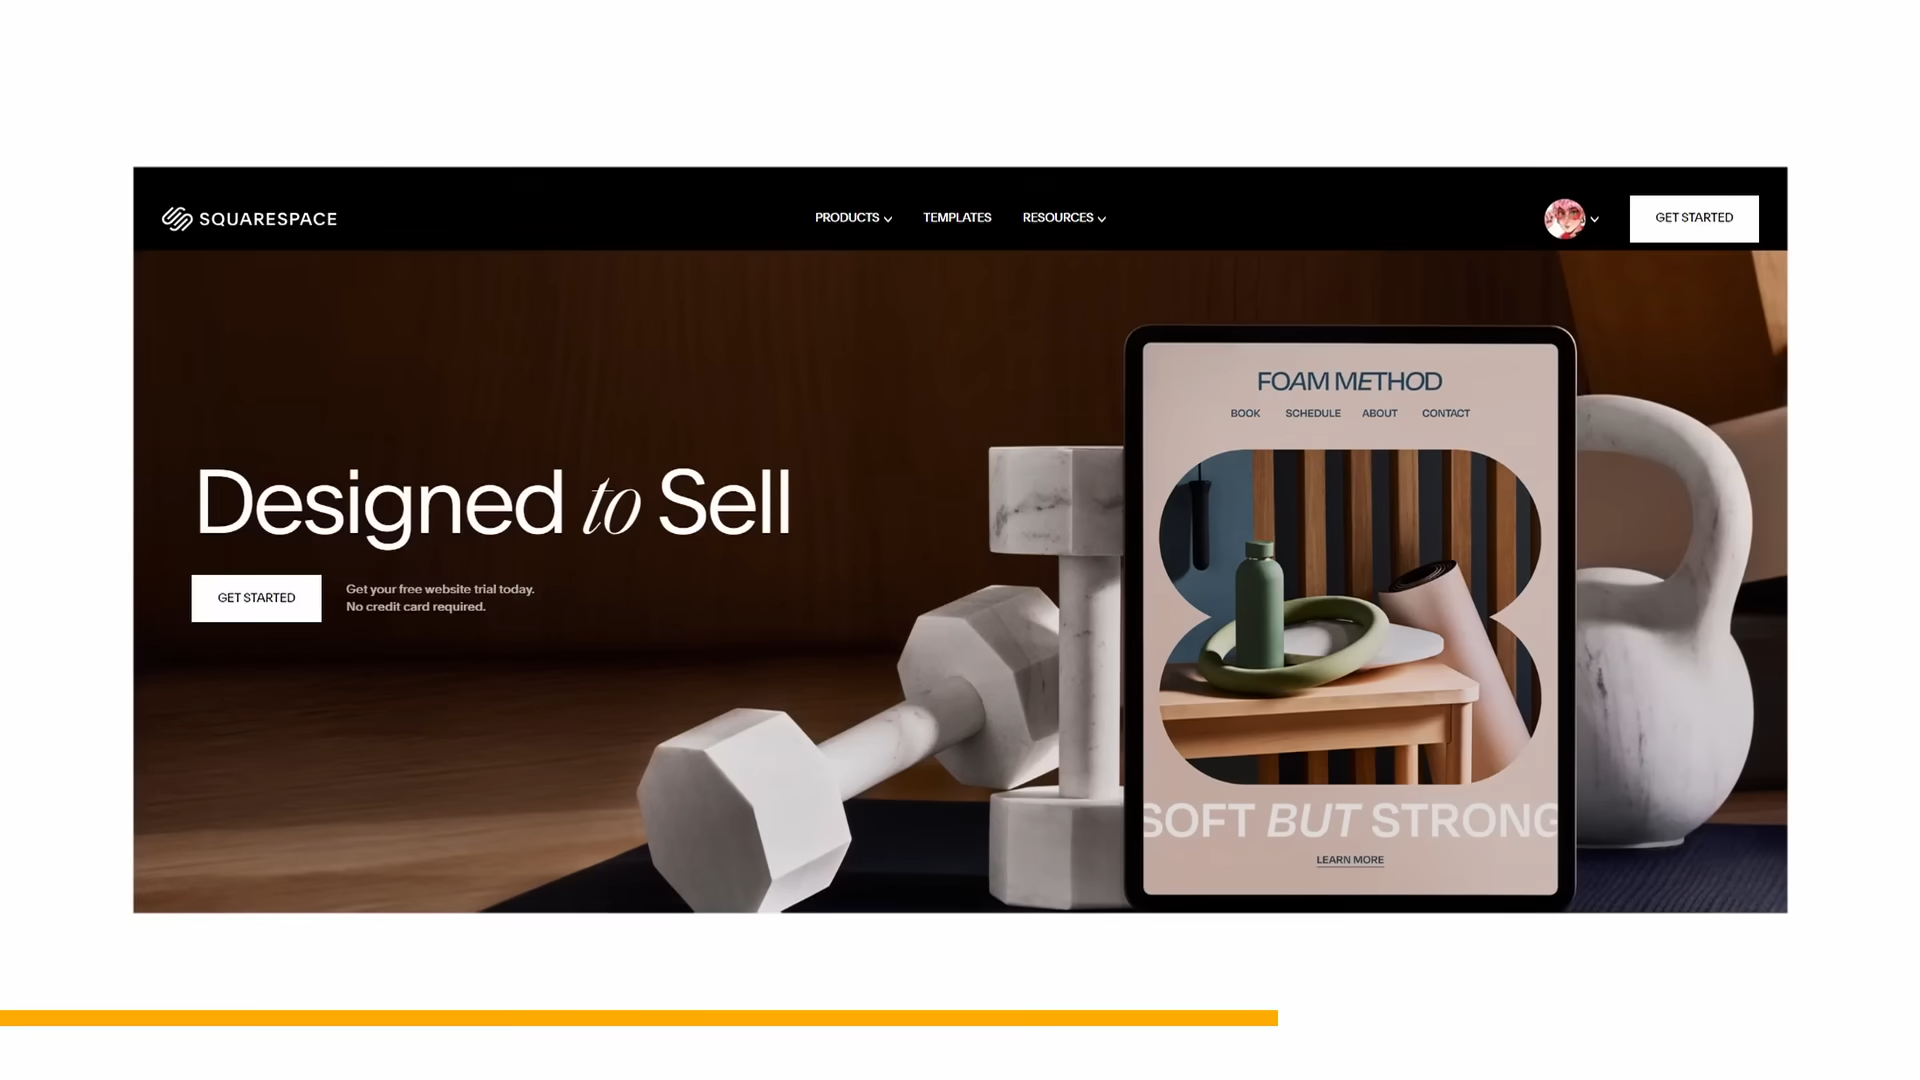 SQUARESPACE
PRODUCTS
TEMPLATES
RESOURCES
GET STARTED
Designed to Sell
GET STARTED
Get your free website trial today.
No credit card required.
FOAM METHOD
BOOK
SCHEDULE
ABOUT
CONTACT
SOFT BUT STRONG
LEARN MORE